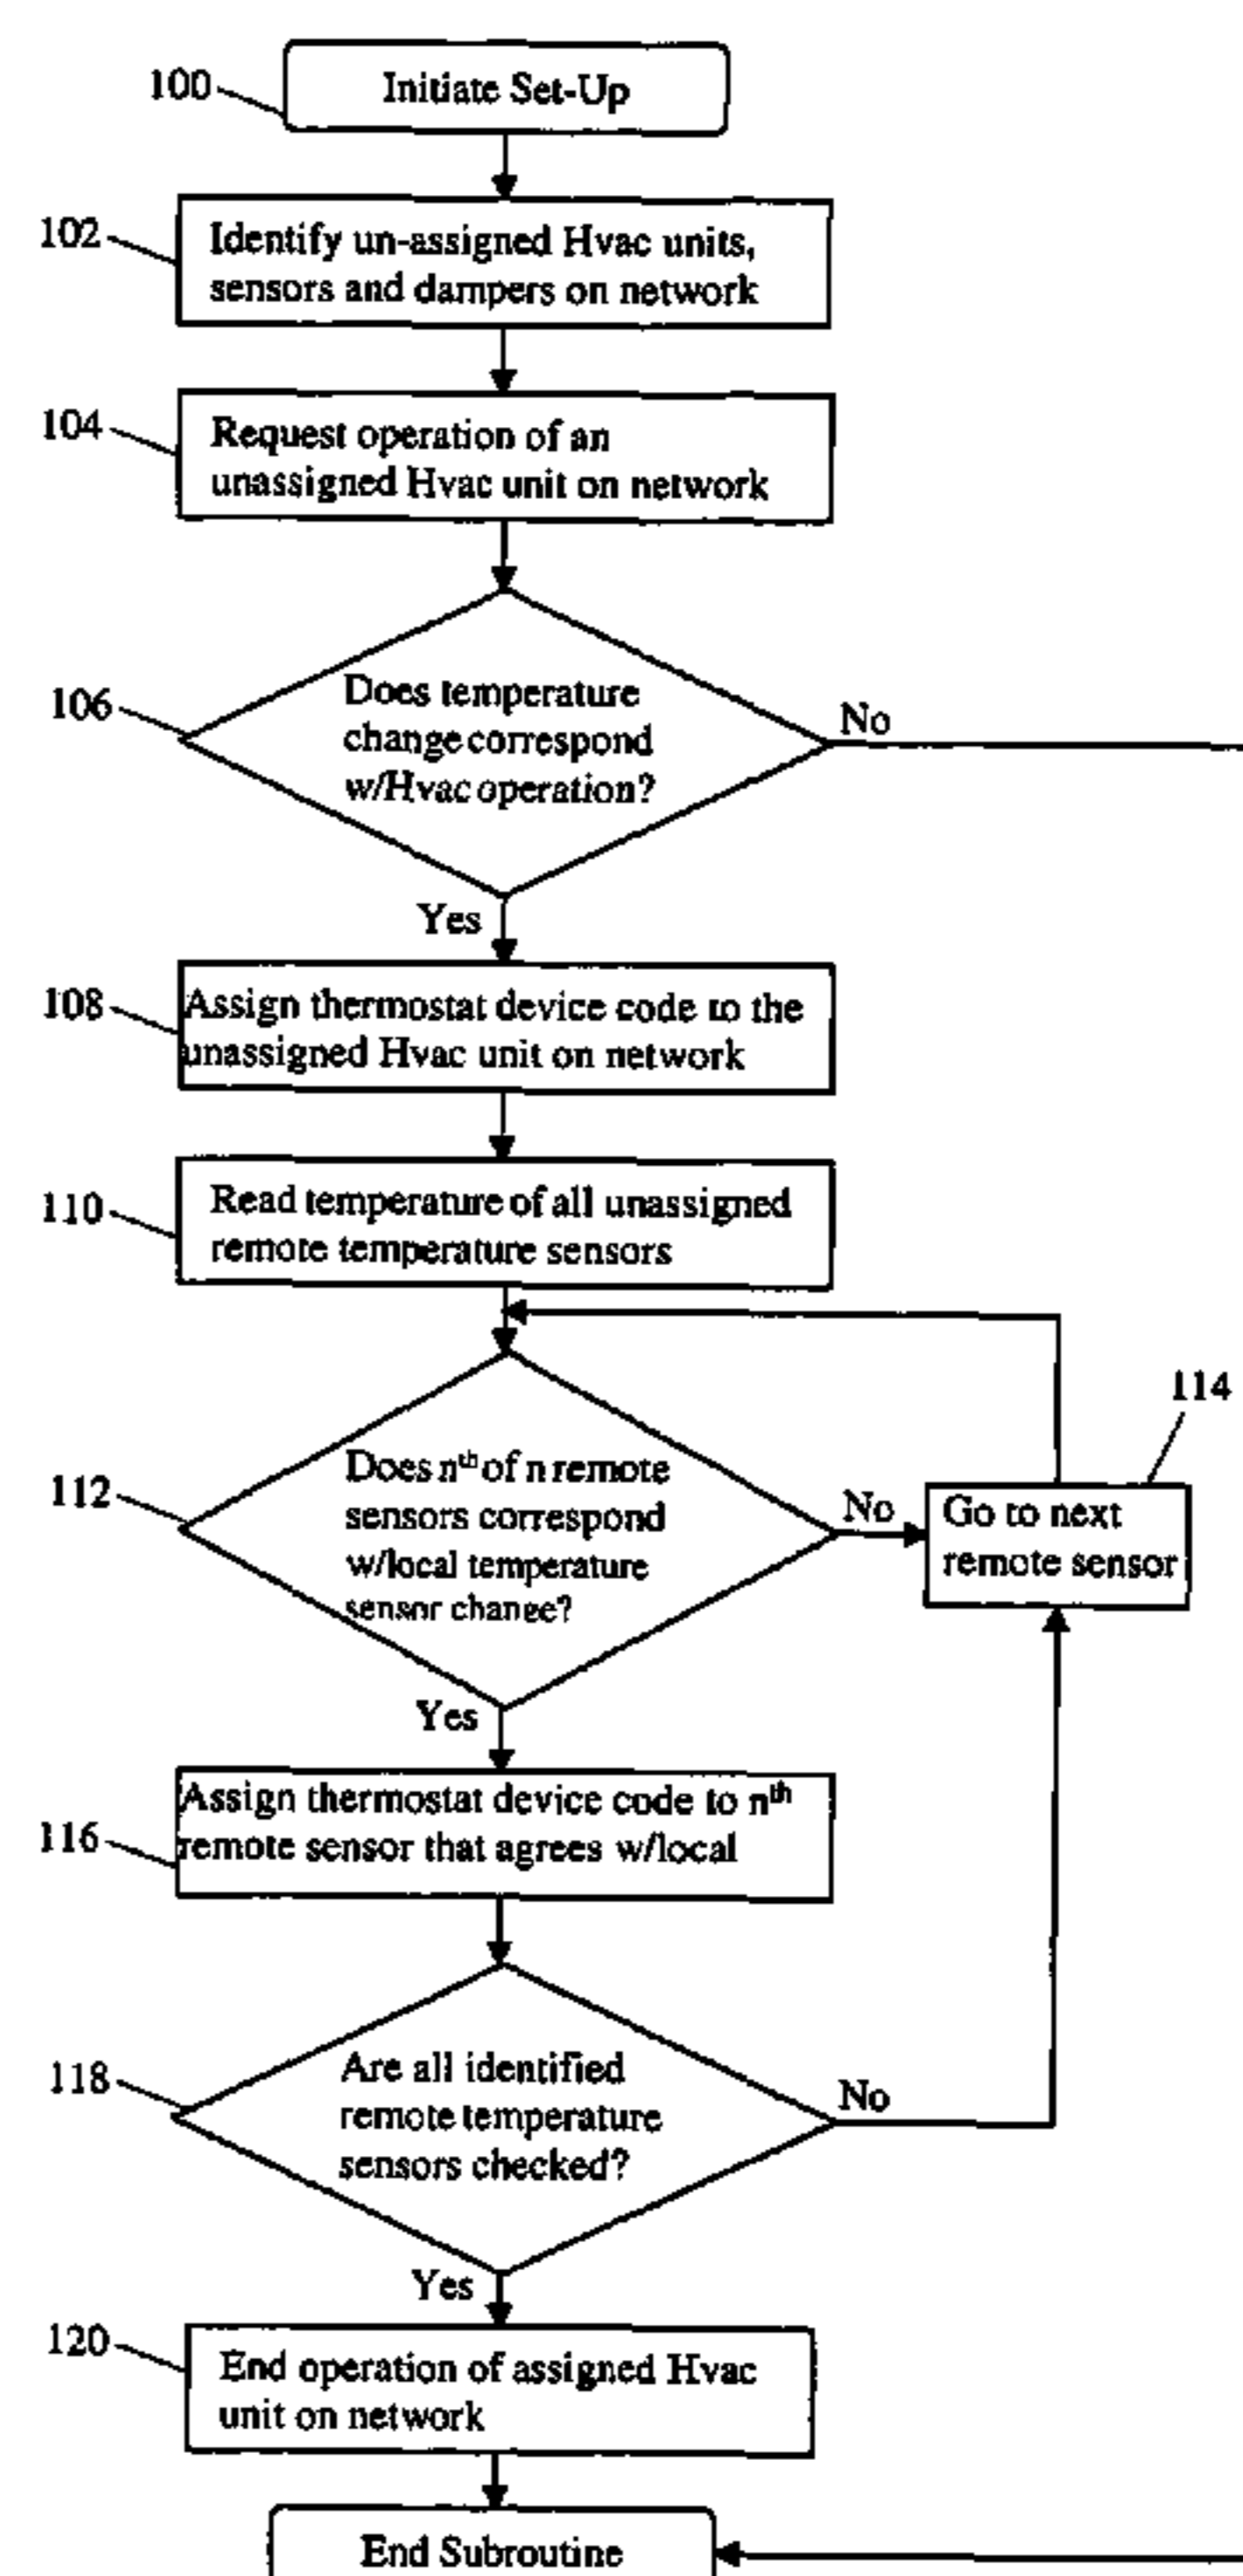 100
Initiate Set-Up
102
Identify un-assigned Hvac units,
sensors and dampers on network
104
Request operation of an
unassigned Hvac unit on network
106
Does temperature
change correspond
w/Hvac operation?
No
Yes
108
Assign thermostat device code to the
unassigned Hvac unit on network
110
Read temperature of all unassigned
remote temperature sensors
112
Does nᵗʰ of n remote
sensors correspond
w/local temperature
sensor change?
No
114
Go to next
remote sensor
Yes
116
Assign thermostat device code to nᵗʰ
remote sensor that agrees w/local
118
Are all identified
remote temperature
sensors checked?
No
Yes
120
End operation of assigned Hvac
unit on network
End Subroutine